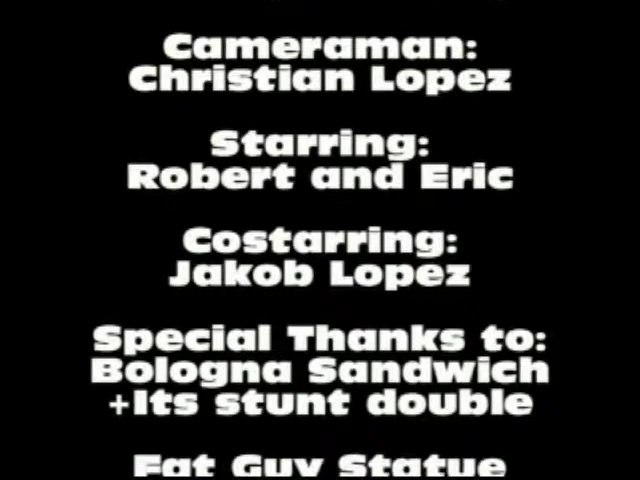 Cameraman:
Christian Lopez
Starring:
Robert and Eric
Costarring:
Jakob Lopez
Special Thanks to:
Bologna Sandwich
+Its stunt double
Fat Guy Statue